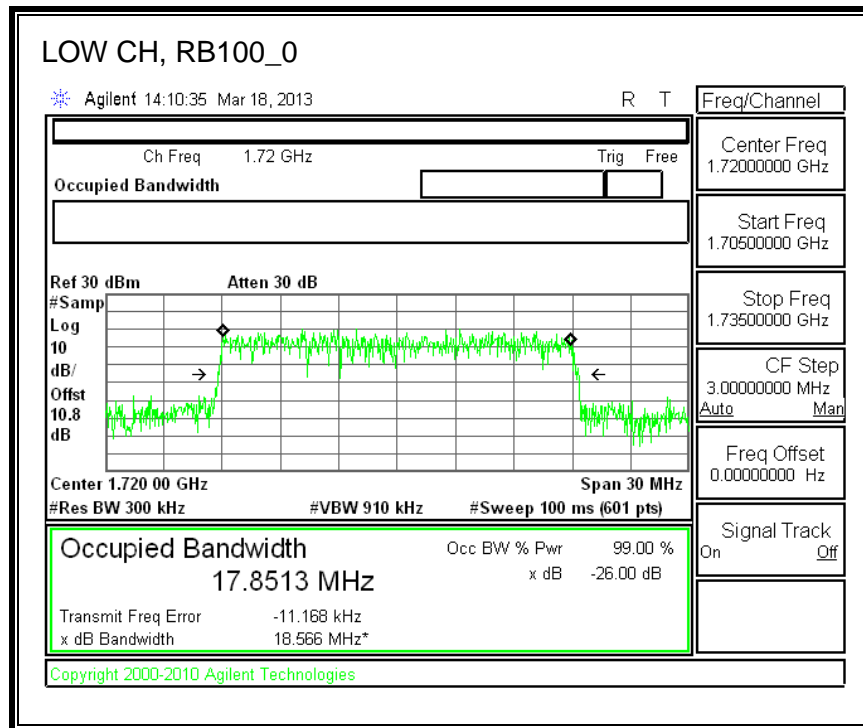 LOW CH, RB100_0
Agilent 14:10:35 Mar 18, 2013 R T
Freq/Channel
Ch Freq 1.72 GHz Trig Free
Occupied Bandwidth
Center Freq
1.72000000 GHz
Start Freq
1.70500000 GHz
Stop Freq
1.73500000 GHz
CF Step
3.00000000 MHz
Auto Man
Freq Offset
0.00000000 Hz
Signal Track
On Off
Ref 30 dBm Atten 30 dB
#Samp
Log
10
dB/
Offst
10.8
dB
Center 1.720 00 GHz Span 30 MHz
#Res BW 300 kHz #VBW 910 kHz #Sweep 100 ms (601 pts)
Occupied Bandwidth Occ BW % Pwr 99.00 %
17.8513 MHz x dB -26.00 dB
Transmit Freq Error -11.168 kHz
x dB Bandwidth 18.566 MHz*
Copyright 2000-2010 Agilent Technologies